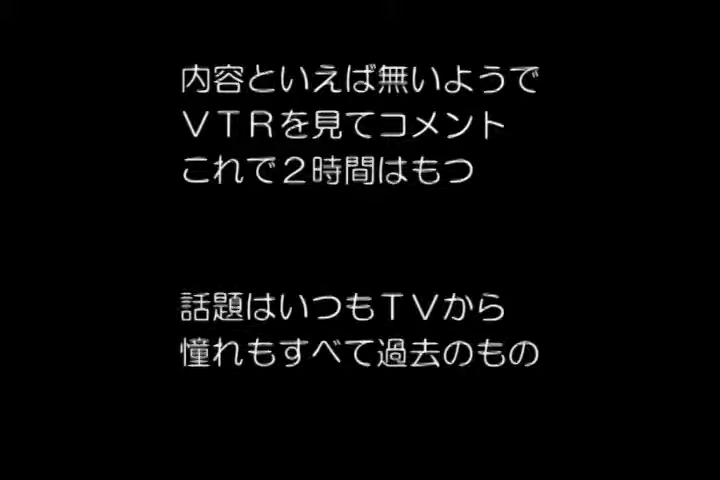 内容といえば無いようで
ＶＴＲを見てコメント
これで２時間はもつ
話題はいつもＴＶから
憧れもすべて過去のもの